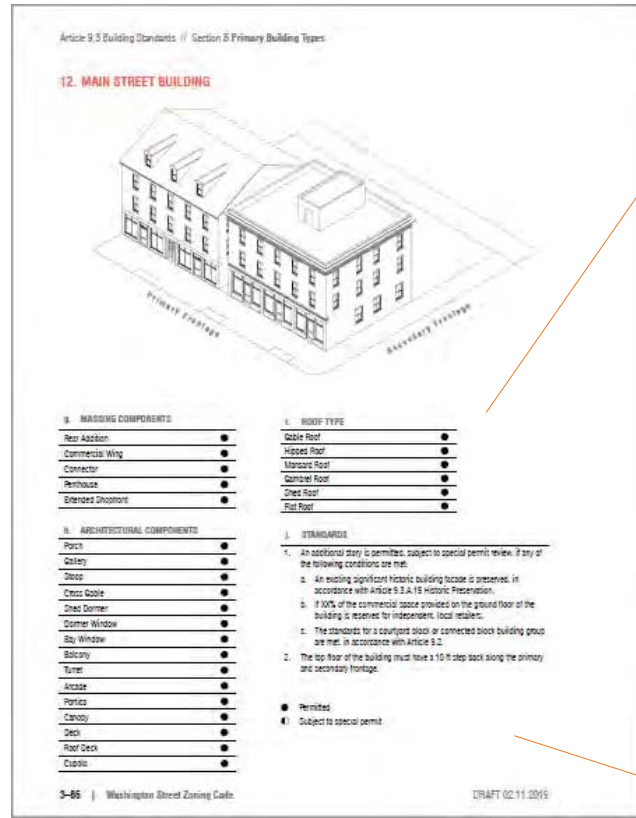 Article 9.3 Building Standards // Section B Primary Building Types
12. MAIN STREET BUILDING
Primary Frontage
Secondary Frontage
g. MASSING COMPONENTS
Rear Addition ●
Commercial Wing ●
Connector ●
Penthouse ●
Extended Shopfront ●
h. ARCHITECTURAL COMPONENTS
Porch ●
Gallery ●
Stoop ●
Cross Gable ●
Shed Dormer ●
Dormer Window ●
Bay Window ●
Balcony ●
Turret ●
Arcade ●
Portico ●
Canopy ●
Deck ●
Roof Deck ●
Cupola ●
i. ROOF TYPE
Gable Roof ●
Hipped Roof ●
Mansard Roof ●
Gambrel Roof ●
Shed Roof ●
Flat Roof ●
j. STANDARDS
1. An additional story is permitted, subject to special permit review, if any of
the following conditions are met:
a. An existing significant historic building facade is preserved, in
accordance with Article 9.3.A.15 Historic Preservation.
b. If XX% of the commercial space provided on the ground floor of the
building is reserved for independent, local retailers.
c. The standards for a courtyard block or connected block building group
are met, in accordance with Article 9.2.
2. The top floor of the building must have a 10 ft step back along the primary
and secondary frontage.
● Permitted
◐ Subject to special permit
3–86 | Washington Street Zoning Code
DRAFT 02.11.2019